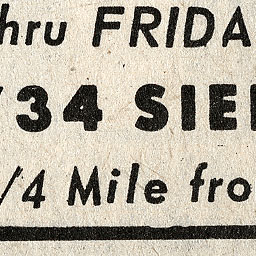 hru FRIDA
'34 SIE
/4 Mile fro